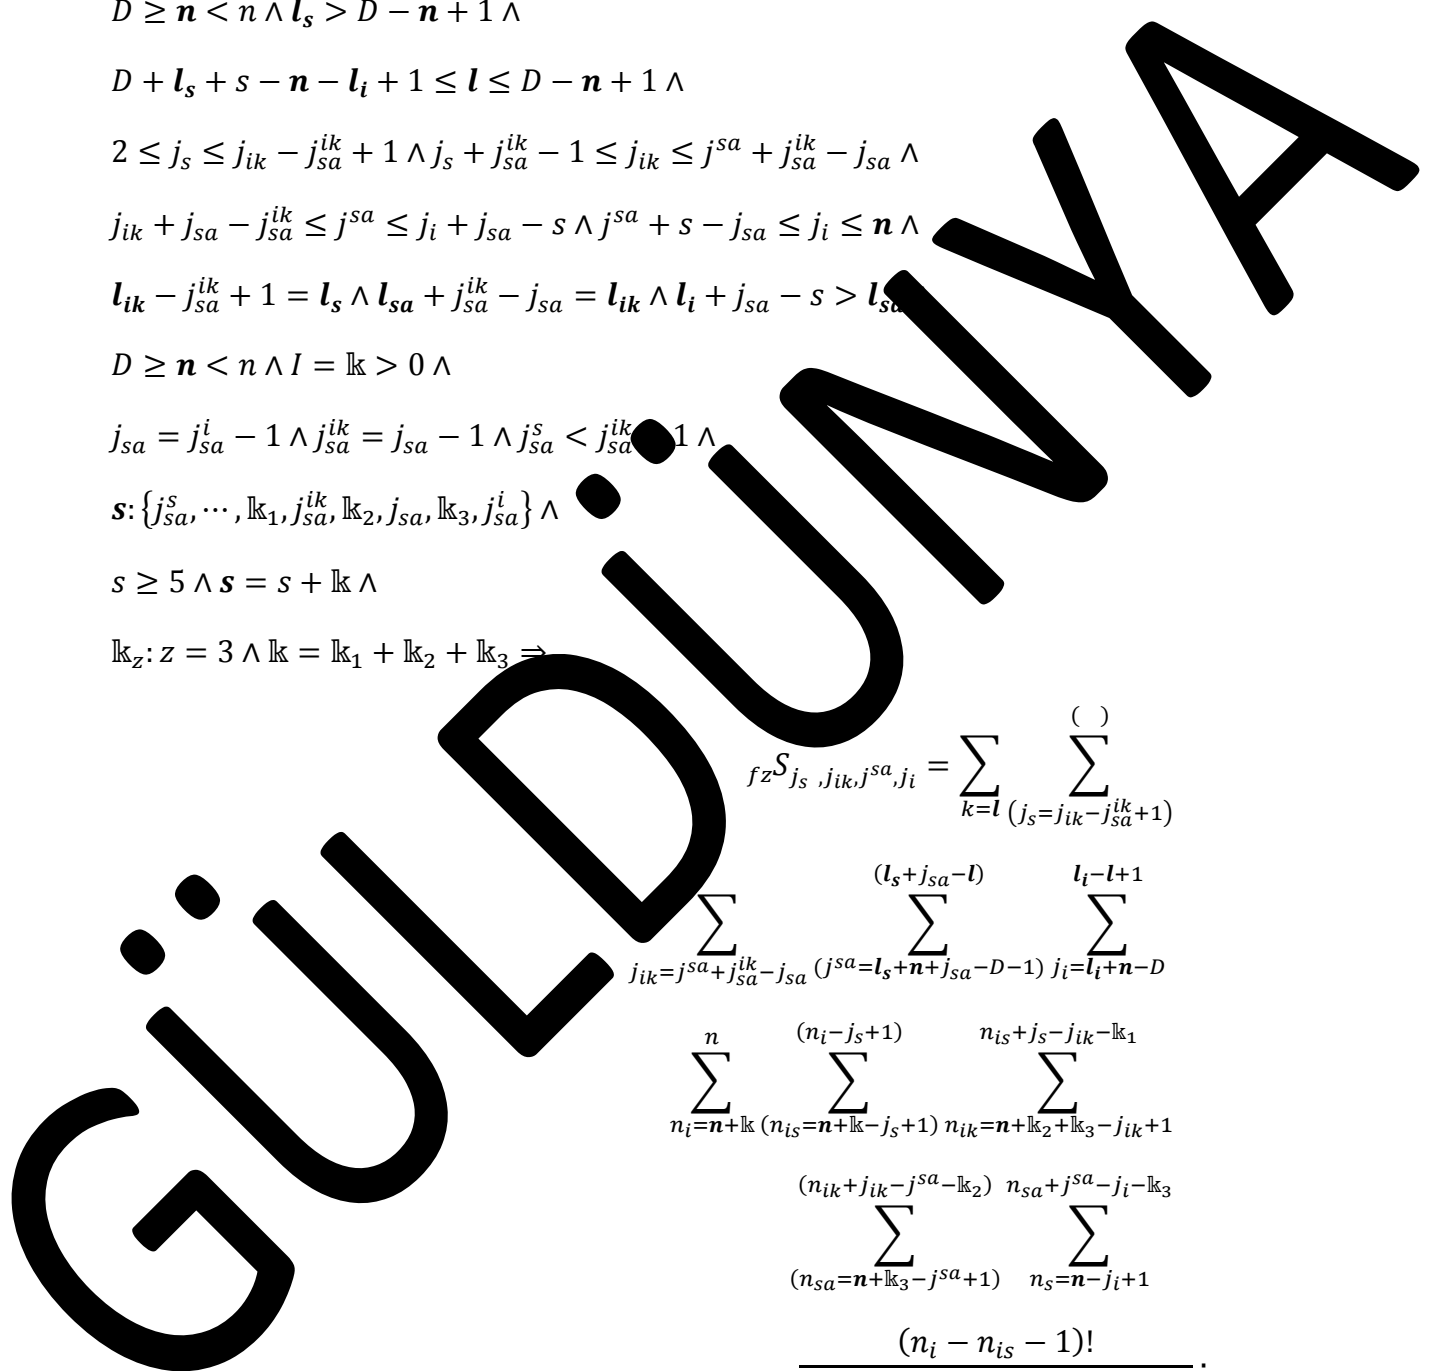 D ≥ n < n ∧ l_s > D − n + 1 ∧
D + l_s + s − n − l_i + 1 ≤ l ≤ D − n + 1 ∧
2 ≤ j_s ≤ j_{ik} − j_{sa}^{ik} + 1 ∧ j_s + j_{sa}^{ik} − 1 ≤ j_{ik} ≤ j^{sa} + j_{sa}^{ik} − j_{sa} ∧
j_{ik} + j_{sa} − j_{sa}^{ik} ≤ j^{sa} ≤ j_i + j_{sa} − s ∧ j^{sa} + s − j_{sa} ≤ j_i ≤ n ∧
l_{ik} − j_{sa}^{ik} + 1 = l_s ∧ l_{sa} + j_{sa}^{ik} − j_{sa} = l_{ik} ∧ l_i + j_{sa} − s > l_{sa}
D ≥ n < n ∧ I = 𝕜 > 0 ∧
j_{sa} = j_{sa}^i − 1 ∧ j_{sa}^{ik} = j_{sa} − 1 ∧ j_{sa}^s < j_{sa}^{ik} 1 ∧
s: {j_{sa}^s, ⋯, 𝕜_1, j_{sa}^{ik}, 𝕜_2, j_{sa}, 𝕜_3, j_{sa}^i} ∧
s ≥ 5 ∧ s = s + 𝕜 ∧
𝕜_z: z = 3 ∧ 𝕜 = 𝕜_1 + 𝕜_2 + 𝕜_3 ⇒
_{fz}S_{j_s, j_{ik}, j^{sa}, j_i} = ∑_{k=l} ∑_{(j_s=j_{ik}−j_{sa}^{ik}+1)}^{( )}
∑_{j_{ik}=j^{sa}+j_{sa}^{ik}−j_{sa}} ∑_{(j^{sa}=l_s+n+j_{sa}−D−1)}^{(l_s+j_{sa}−l)} ∑_{j_i=l_i+n−D}^{l_i−l+1}
∑_{n_i=n+𝕜}^{n} ∑_{(n_{is}=n+𝕜−j_s+1)}^{(n_i−j_s+1)} ∑_{n_{ik}=n+𝕜_2+𝕜_3−j_{ik}+1}^{n_{is}+j_s−j_{ik}−𝕜_1}
∑_{(n_{sa}=n+𝕜_3−j^{sa}+1)}^{(n_{ik}+j_{ik}−j^{sa}−𝕜_2)} ∑_{n_s=n−j_i+1}^{n_{sa}+j^{sa}−j_i−𝕜_3}
(n_i − n_{is} − 1)! ·
GÜLDÜNYA